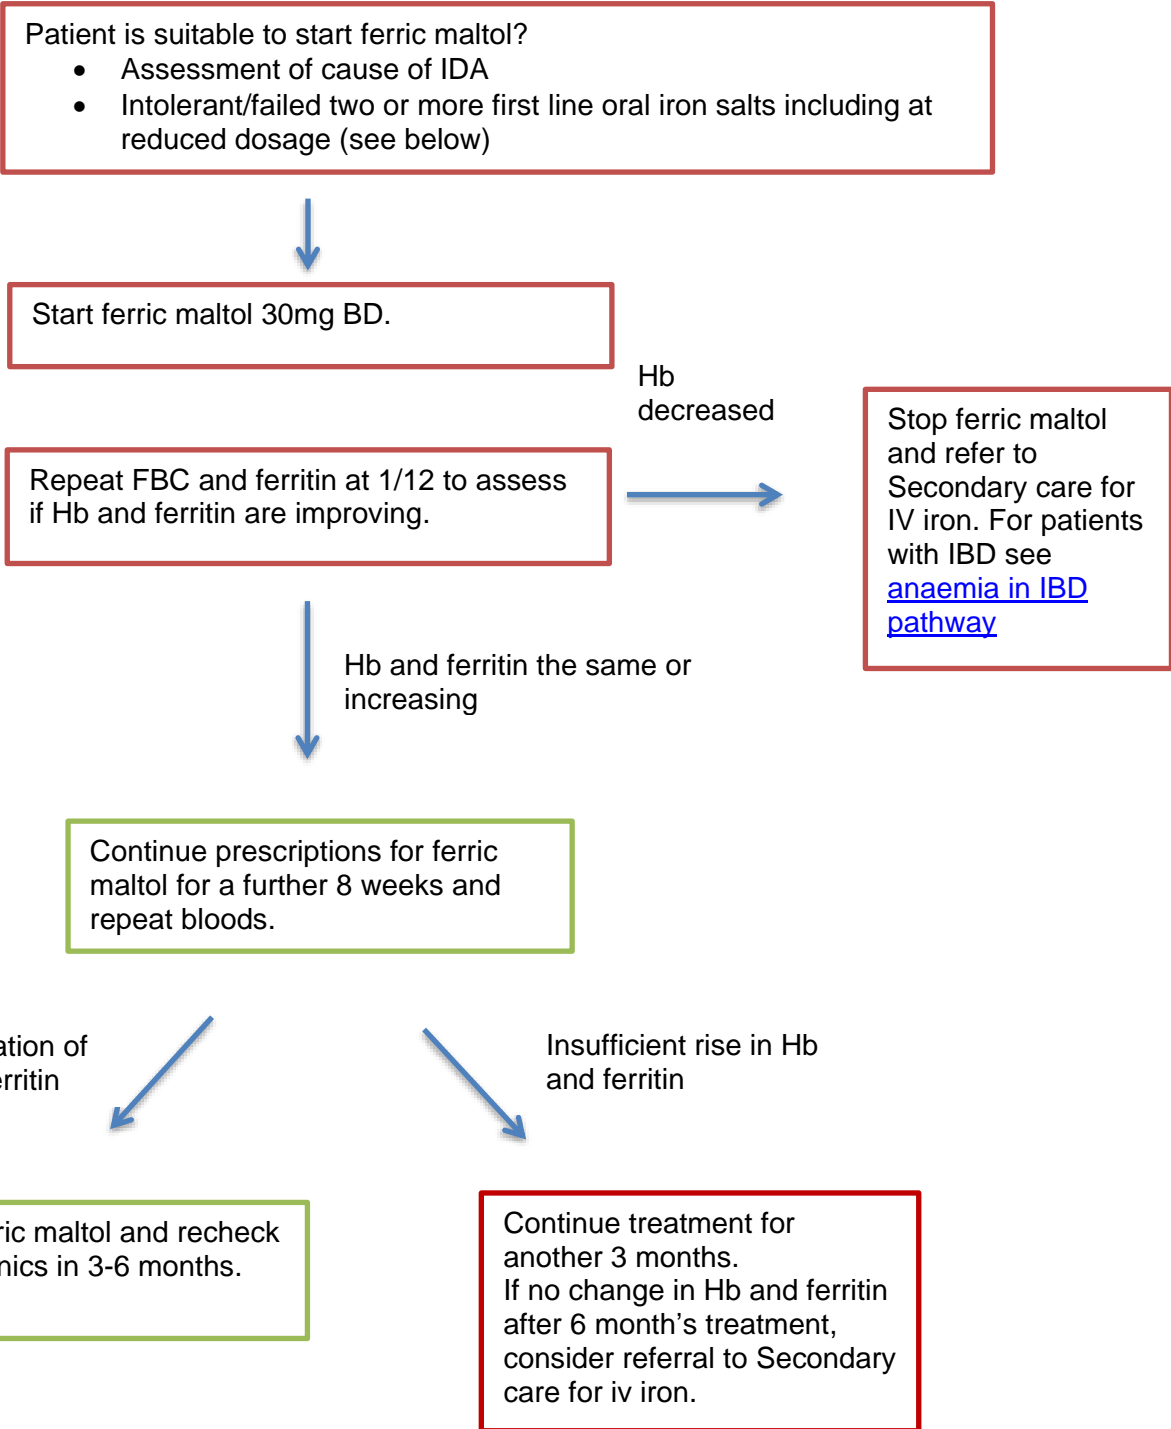 Patient is suitable to start ferric maltol?
• Assessment of cause of IDA
• Intolerant/failed two or more first line oral iron salts including at
reduced dosage (see below)
Start ferric maltol 30mg BD.
Hb
decreased
Repeat FBC and ferritin at 1/12 to assess
if Hb and ferritin are improving.
Stop ferric maltol
and refer to
Secondary care for
IV iron. For patients
with IBD see
anaemia in IBD
pathway
Hb and ferritin the same or
increasing
Continue prescriptions for ferric
maltol for a further 8 weeks and
repeat bloods.
of
Insufficient rise in Hb
and ferritin
maltol and recheck
in 3-6 months.
Continue treatment for
another 3 months.
If no change in Hb and ferritin
after 6 month's treatment,
consider referral to Secondary
care for iv iron.